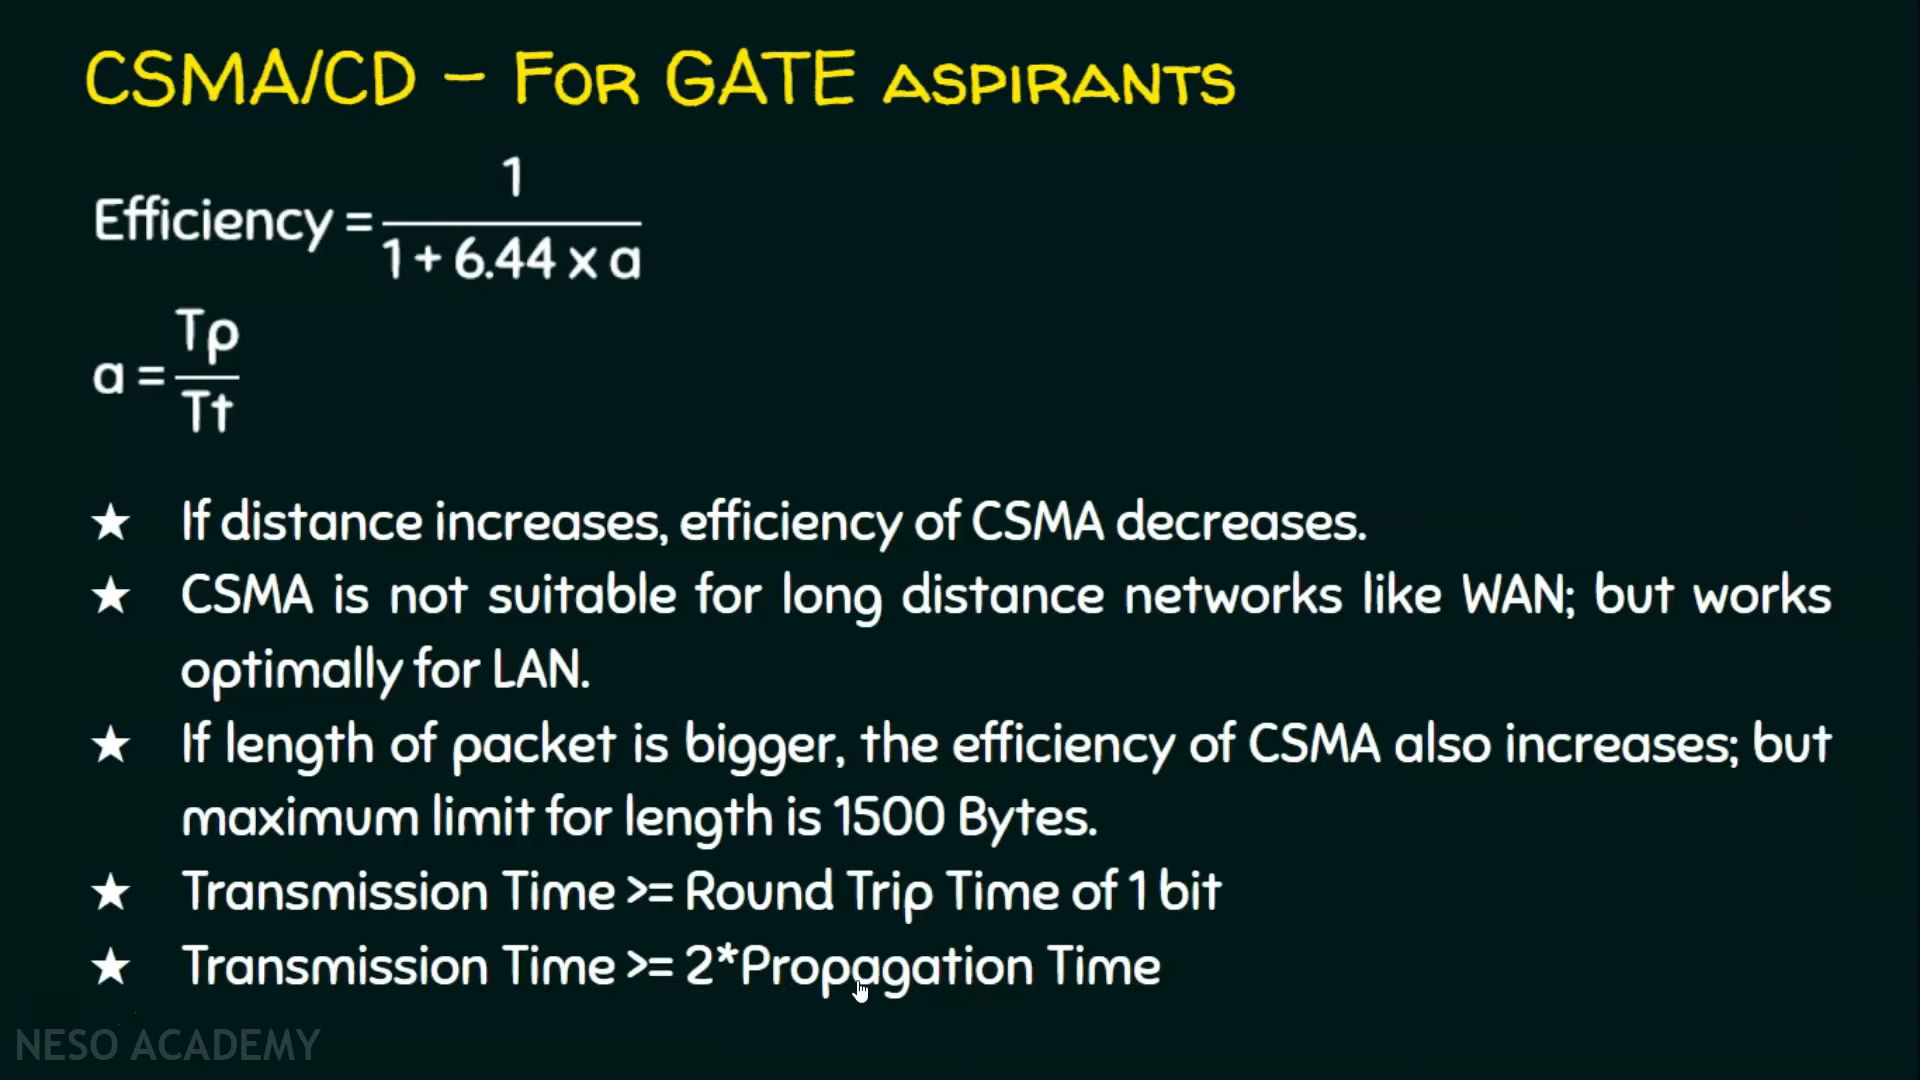 CSMA/CD – For GATE aspirants
Efficiency = 1 / 1 + 6.44 x a
a = Tp / Tt
★ If distance increases, efficiency of CSMA decreases.
★ CSMA is not suitable for long distance networks like WAN; but works
optimally for LAN.
★ If length of packet is bigger, the efficiency of CSMA also increases; but
maximum limit for length is 1500 Bytes.
★ Transmission Time >= Round Trip Time of 1 bit
★ Transmission Time >= 2*Propagation Time
NESO ACADEMY